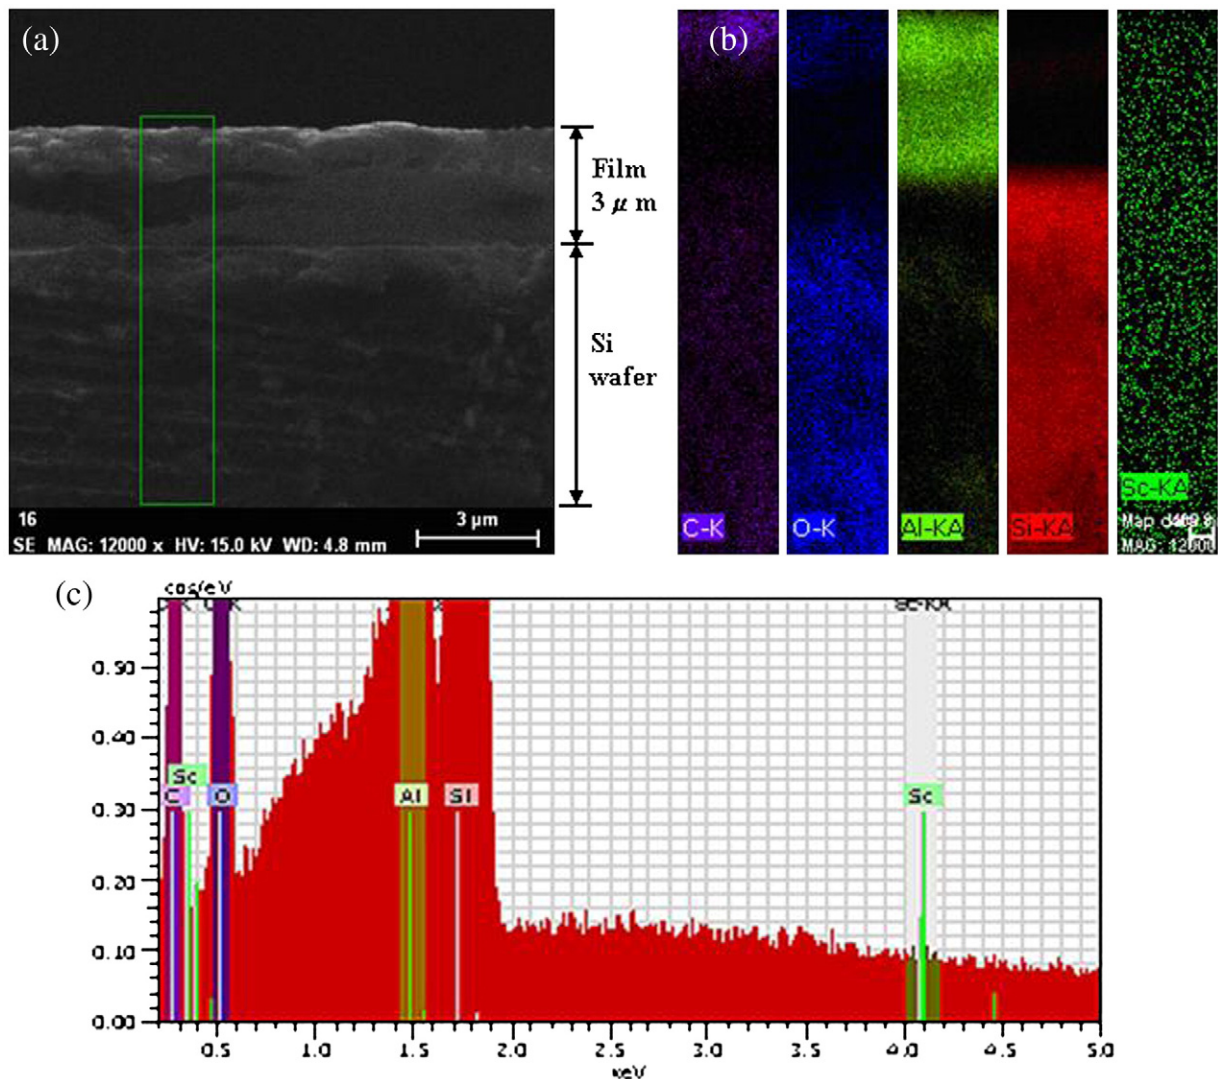 (a)
Film
3 μm
Si
wafer
16
3 µm
SE MAG: 12000 x HV: 15.0 kV WD: 4.8 mm
(b)
C-K
O-K
Al-KA
Si-KA
Sc-KA
MAG: 12000
(c)
cps/eV
Sc-KA
0.50
0.40
0.30
0.20
0.10
0.00
Sc
C
O
Al
Si
Sc
0.5 1.0 1.5 2.0 2.5 3.0 3.5 4.0 4.5 5.0
keV